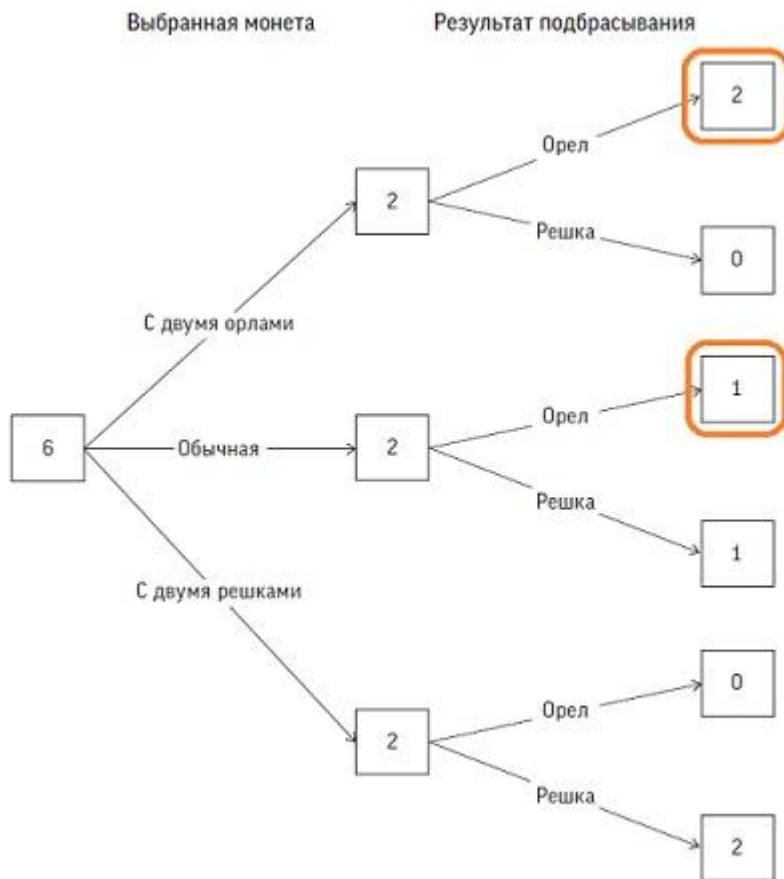 Выбранная монета
Результат подбрасывания
2
Орел
2
Решка
0
С двумя орлами
1
Орел
6
Обычная
2
Решка
1
С двумя решками
0
Орел
2
Решка
2